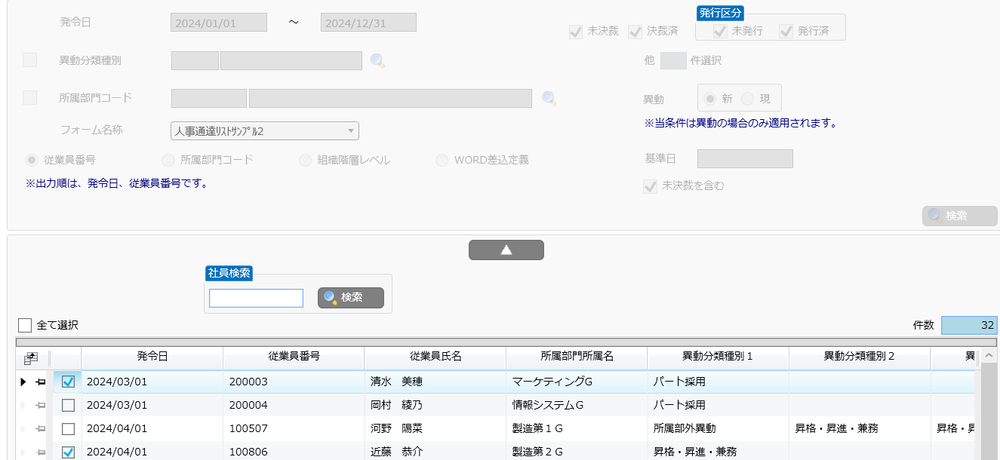 発行区分
発令日 2024/01/01 ～ 2024/12/31 未決裁 決裁済 未発行 発行済
異動分類種別 他 件選択
所属部門コード 異動 新 現
※当条件は異動の場合のみ適用されます。
フォーム名称 人事通達ﾘｽﾄｻﾝﾌﾟﾙ2
従業員番号 所属部門コード 組織階層レベル WORD差込定義 基準日
※出力順は、発令日、従業員番号です。 未決裁を含む
検索
社員検索
検索
全て選択 件数 32
発令日 従業員番号 従業員氏名 所属部門所属名 異動分類種別１ 異動分類種別２ 異
2024/03/01 200003 清水　美穂 マーケティングG パート採用
2024/03/01 200004 岡村　綾乃 情報システムＧ パート採用
2024/04/01 100507 河野　陽菜 製造第１Ｇ 所属部外異動 昇格・昇進・兼務 昇格・昇
2024/04/01 100806 近藤　恭介 製造第２Ｇ 昇格・昇進・兼務